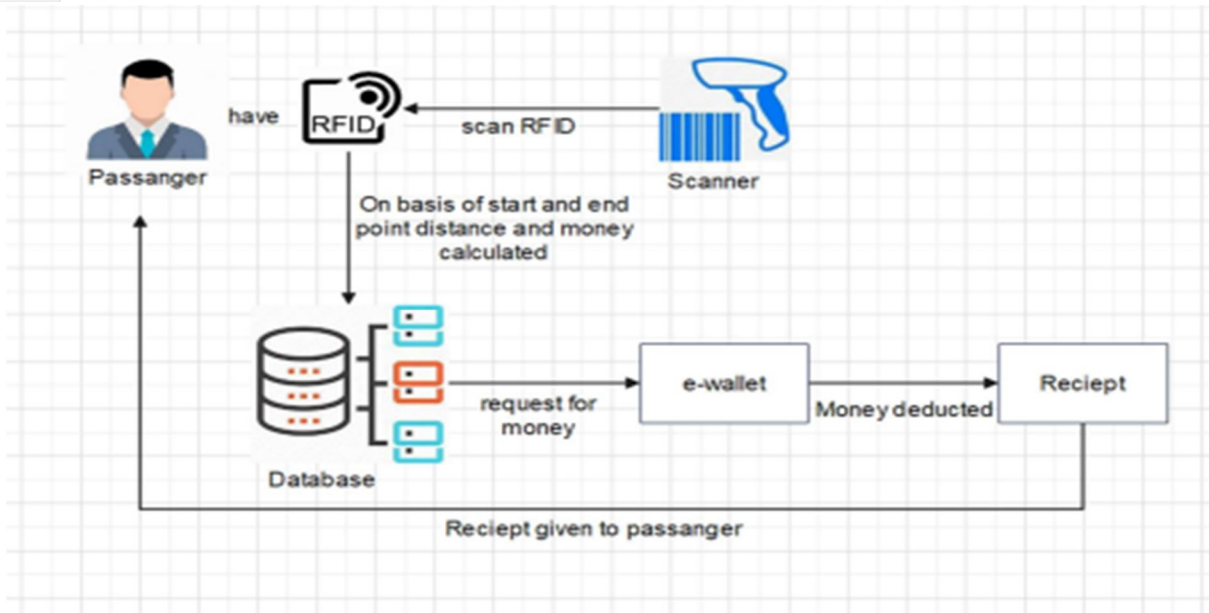 have
RFID
scan RFID
Passanger
Scanner
On basis of start and end
point distance and money
calculated
e-wallet
Reciept
request for
money
Money deducted
Database
Reciept given to passanger